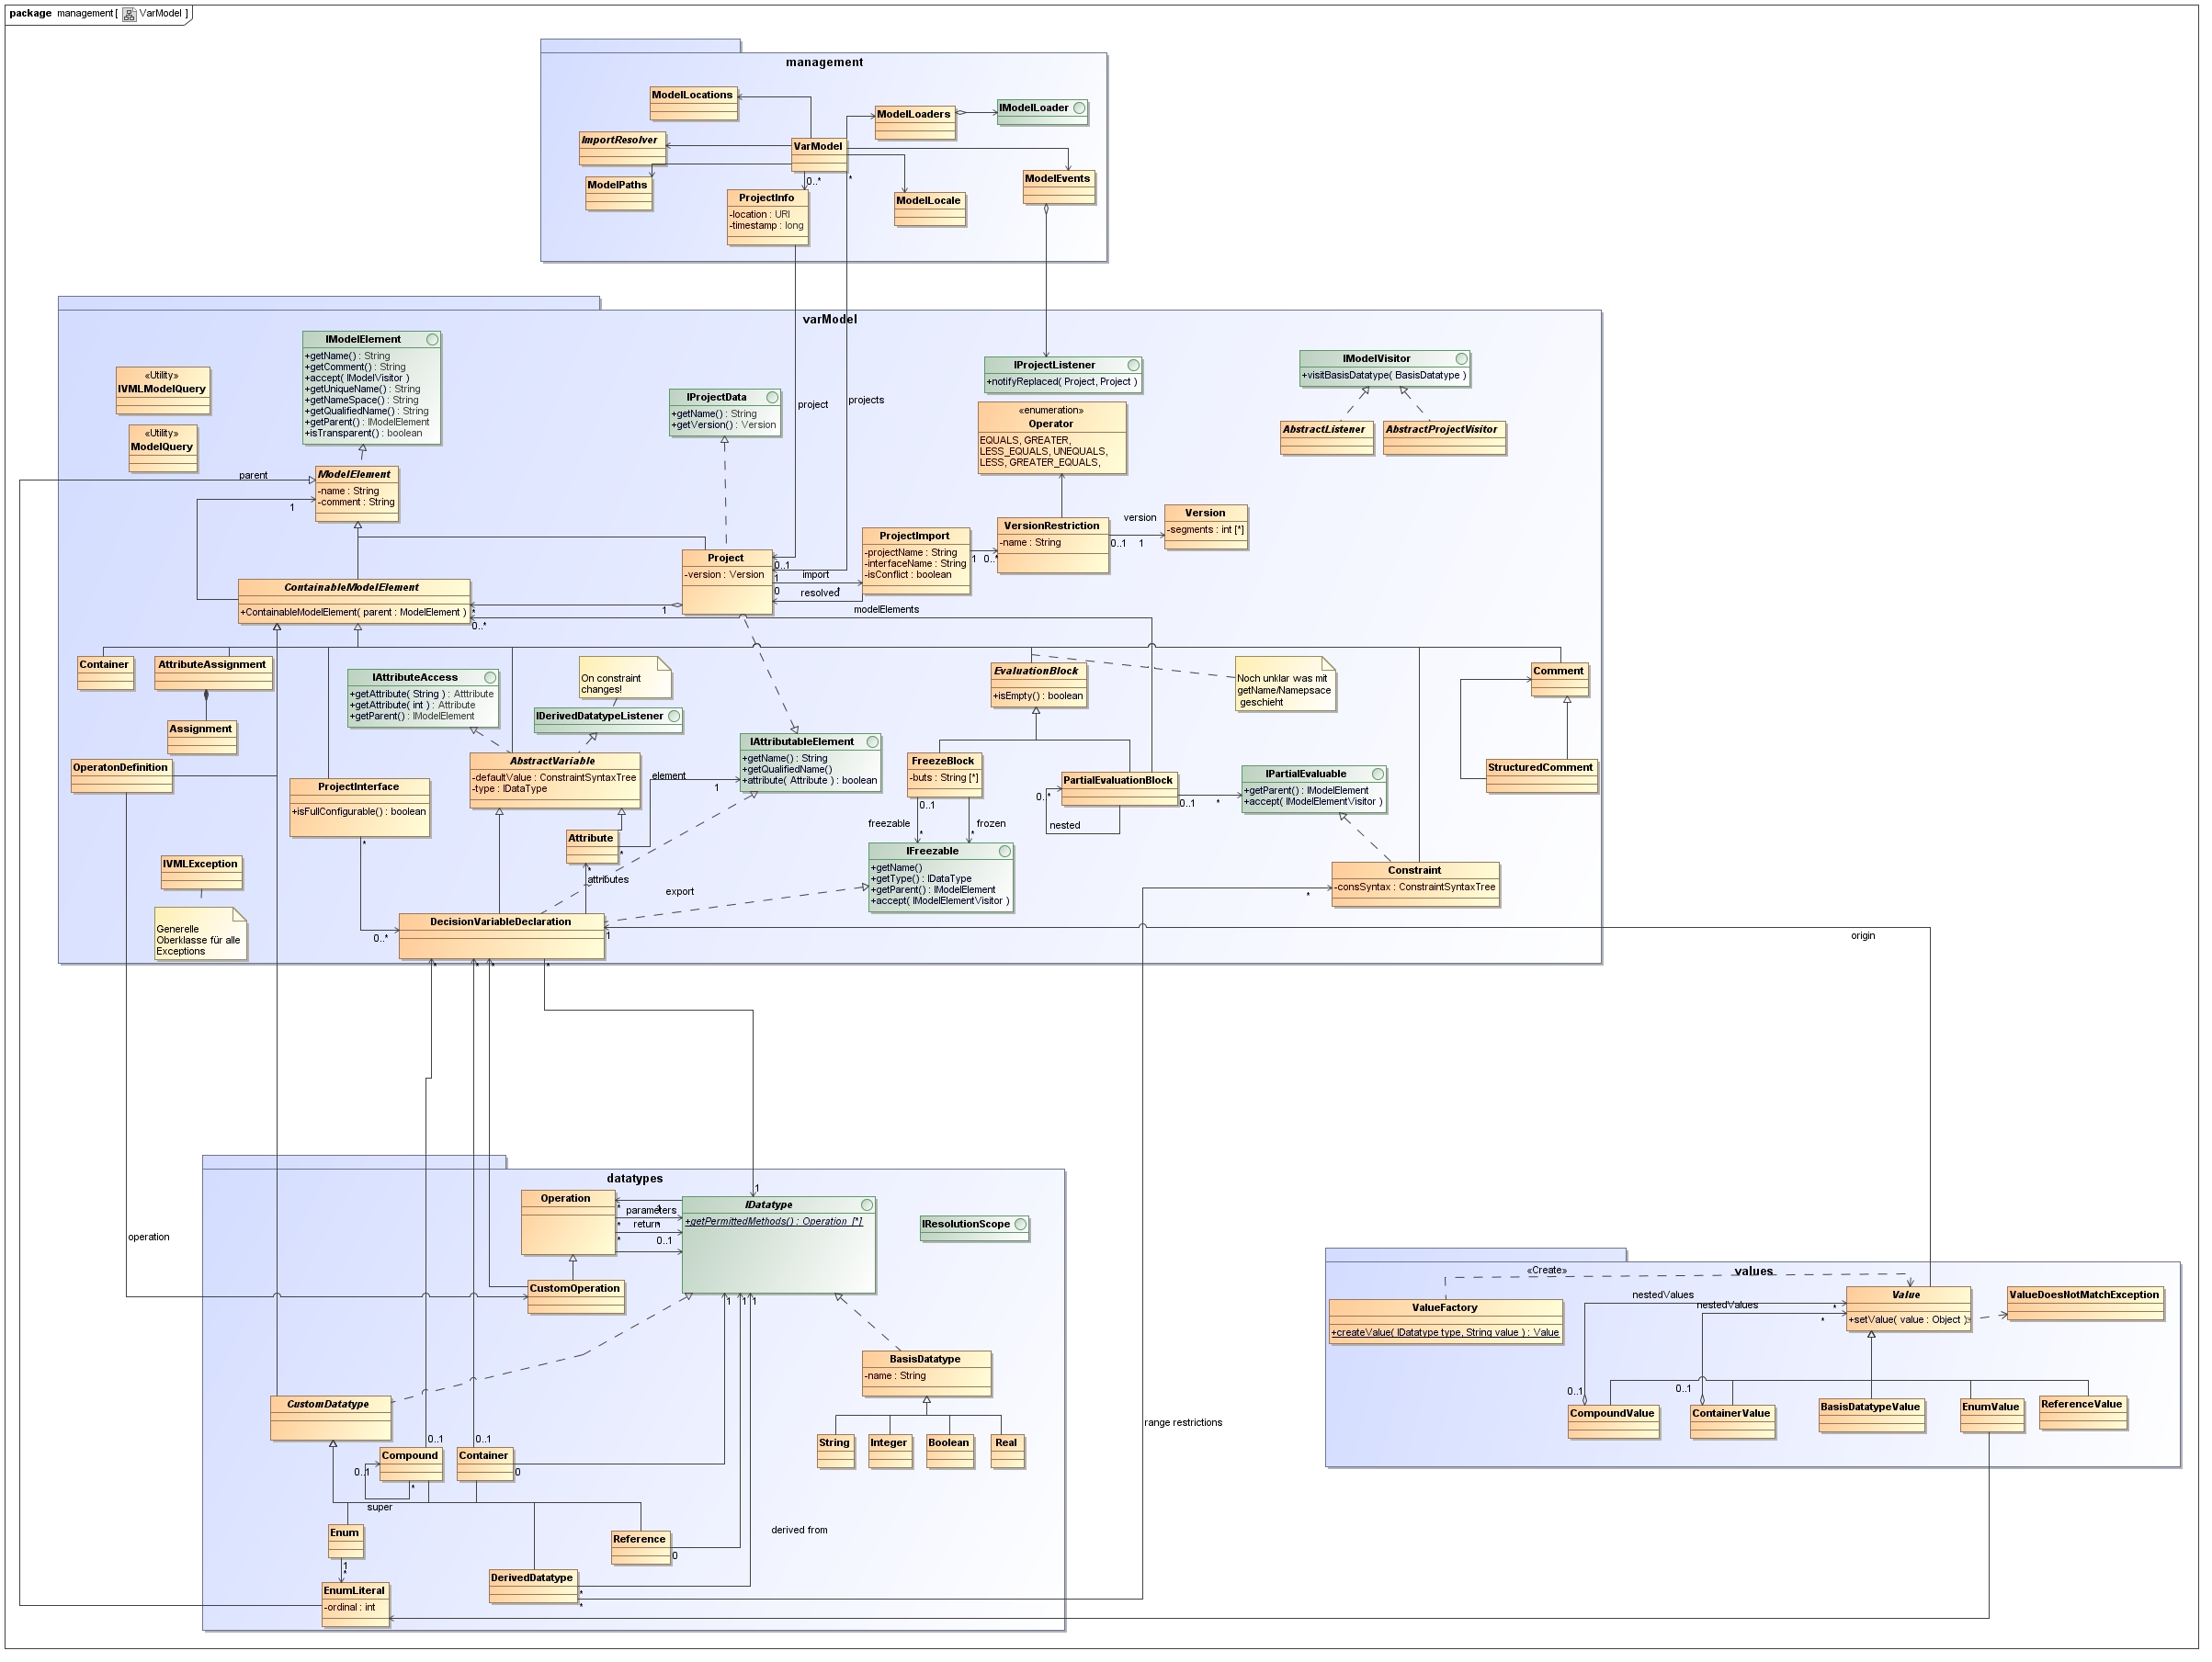 package management [ VarModel ]
management
ModelLocations
ModelLoaders
IModelLoader
ImportResolver
VarModel
ModelPaths
ModelEvents
ProjectInfo
-location : URI
-timestamp : long
ModelLocale
0..*
*
varModel
IModelElement
+getName() : String
+getComment() : String
+accept( IModelVisitor )
+getUniqueName() : String
+getNameSpace() : String
+getQualifiedName() : String
+getParent() : IModelElement
+isTransparent() : boolean
«Utility»
IVMLModelQuery
«Utility»
ModelQuery
IProjectData
+getName() : String
+getVersion() : Version
project
projects
IProjectListener
+notifyReplaced( Project, Project )
IModelVisitor
+visitBasisDatatype( BasisDatatype )
AbstractListener
AbstractProjectVisitor
«enumeration»
Operator
EQUALS, GREATER,
LESS_EQUALS, UNEQUALS,
LESS, GREATER_EQUALS,
parent
ModelElement
-name : String
-comment : String
1
Project
-version : Version
0..1
1
import
0
resolved
*
ProjectImport
-projectName : String
-interfaceName : String
-isConflict : boolean
1
0..*
VersionRestriction
-name : String
version
0..1
1
Version
-segments : int [*]
ContainableModelElement
+ContainableModelElement( parent : ModelElement )
*
0..*
1
modelElements
Container
AttributeAssignment
Assignment
OperatonDefinition
IAttributeAccess
+getAttribute( String ) : Atttribute
+getAttribute( int ) : Attribute
+getParent() : IModelElement
On constraint
changes!
IDerivedDatatypeListener
EvaluationBlock
+isEmpty() : boolean
Noch unklar was mit
getName/Namepsace
geschieht
Comment
StructuredComment
ProjectInterface
+isFullConfigurable() : boolean
*
AbstractVariable
-defaultValue : ConstraintSyntaxTree
-type : IDataType
element
1
IAttributableElement
+getName() : String
+getQualifiedName()
+attribute( Attribute ) : boolean
FreezeBlock
-buts : String [*]
0..1
freezable
*
frozen
*
PartialEvaluationBlock
0..*
nested
0..1
*
IPartialEvaluable
+getParent() : IModelElement
+accept( IModelElementVisitor )
Attribute
*
*
attributes
IFreezable
+getName()
+getType() : IDataType
+getParent() : IModelElement
+accept( IModelElementVisitor )
export
Constraint
-consSyntax : ConstraintSyntaxTree
*
IVMLException
Generelle
Oberklasse für alle
Exceptions
DecisionVariableDeclaration
0..*
1
*
*
*
*
origin
datatypes
Operation
*
parameters
*
*
return
*
*
0..1
1
IDatatype
+getPermittedMethods() : Operation [*]
IResolutionScope
operation
CustomOperation
1
1
1
BasisDatatype
-name : String
String
Integer
Boolean
Real
CustomDatatype
0..1
0..1
Compound
0..1
*
super
Container
0
Enum
1
*
Reference
0
derived from
DerivedDatatype
*
*
EnumLiteral
-ordinal : int
range restrictions
values
«Create»
ValueFactory
+createValue( IDatatype type, String value ) : Value
nestedValues
*
nestedValues
*
Value
+setValue( value : Object )
ValueDoesNotMatchException
0..1
0..1
CompoundValue
ContainerValue
BasisDatatypeValue
EnumValue
ReferenceValue